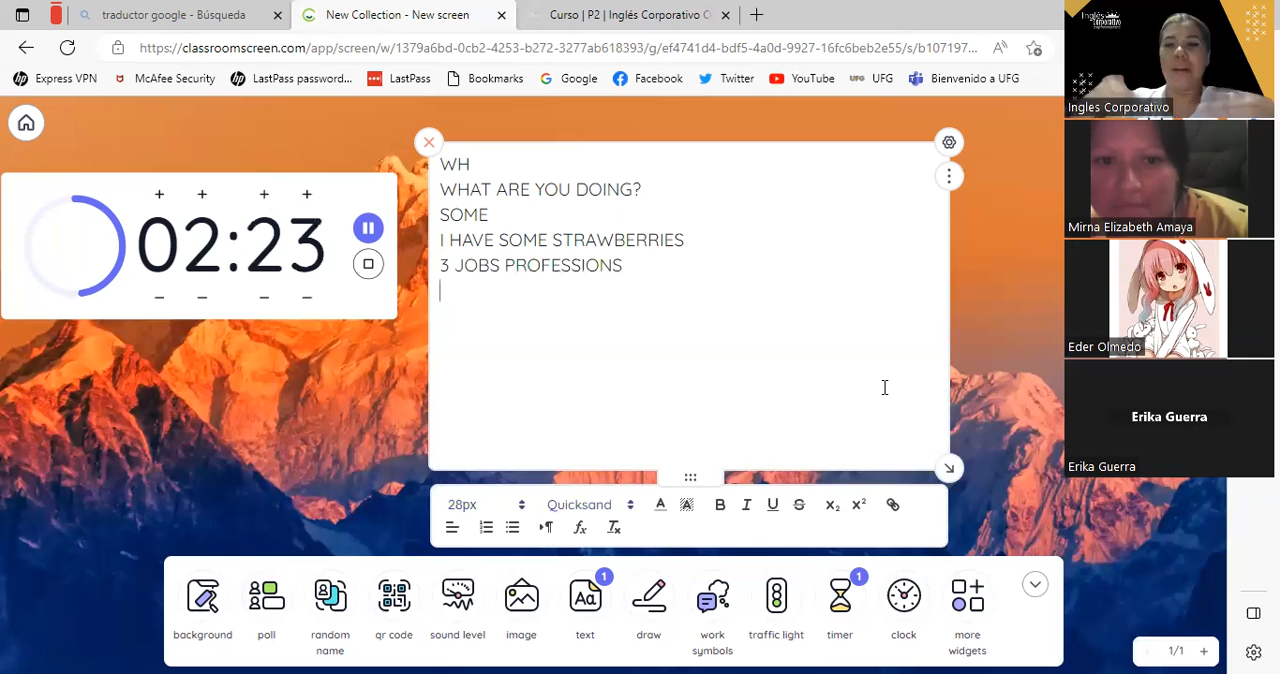 traductor google - Búsqueda
New Collection - New screen
Curso | P2 | Inglés Corporativo C
https://classroomscreen.com/app/screen/w/1379a6bd-0cb2-4253-b272-3277ab618393/g/ef4741d4-bdf5-4a0d-9927-16fc6beb2e55/s/b107197...
Express VPN
McAfee Security
LastPass password...
LastPass
Bookmarks
Google
Facebook
Twitter
YouTube
UFG
Bienvenido a UFG
02:23
WH
WHAT ARE YOU DOING?
SOME
I HAVE SOME STRAWBERRIES
3 JOBS PROFESSIONS
28px
Quicksand
background
poll
random name
qr code
sound level
image
text
1
draw
work symbols
traffic light
timer
1
clock
more widgets
1/1
Inglés
Corporativo
Ingles Corporativo
Mirna Elizabeth Amaya
Eder Olmedo
Erika Guerra
Erika Guerra